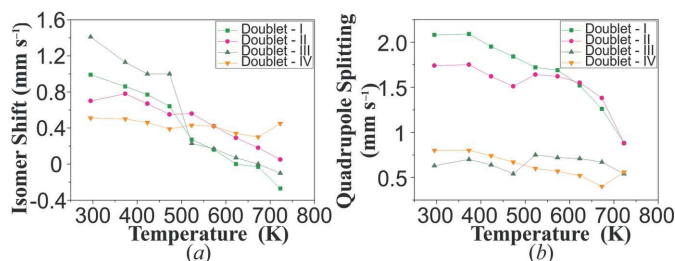 Isomer Shift (mm s⁻¹)
1.6
1.2
0.8
0.4
0
-0.4
Doublet - I
Doublet - II
Doublet - III
Doublet - IV
300 400 500 600 700 800
Temperature (K)
(a)
Quadrupole Splitting
(mm s⁻¹)
2.0
1.5
1
0.5
Doublet - I
Doublet - II
Doublet - III
Doublet - IV
300 400 500 600 700 800
Temperature (K)
(b)